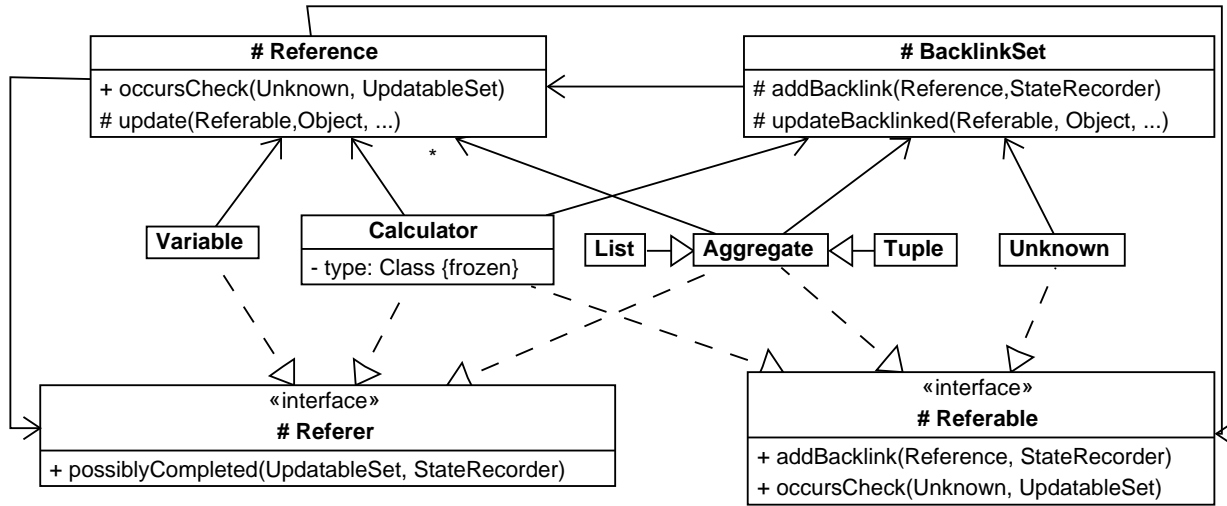 # Reference
+ occursCheck(Unknown, UpdatableSet)
# update(Referable,Object, ...)
# BacklinkSet
# addBacklink(Reference,StateRecorder)
# updateBacklinked(Referable, Object, ...)
*
Variable
Calculator
- type: Class {frozen}
List
Aggregate
Tuple
Unknown
«interface»
# Referer
+ possiblyCompleted(UpdatableSet, StateRecorder)
«interface»
# Referable
+ addBacklink(Reference, StateRecorder)
+ occursCheck(Unknown, UpdatableSet)